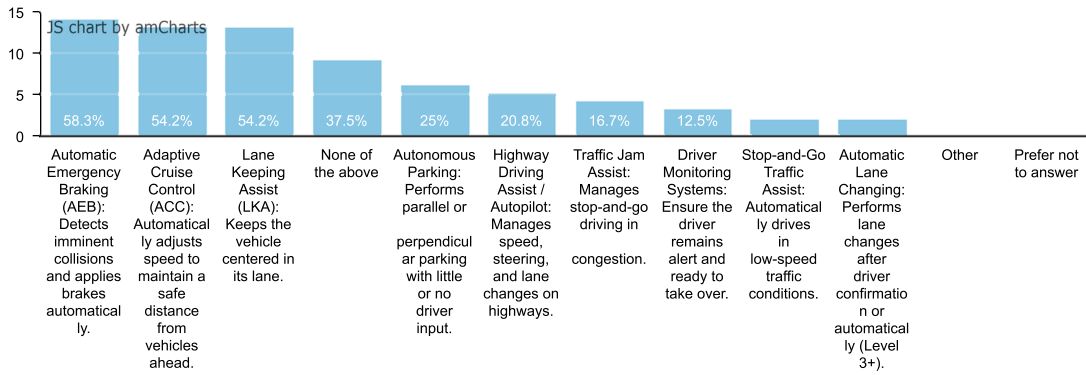 15
JS chart by amCharts
10
5
0
58.3%
54.2%
54.2%
37.5%
25%
20.8%
16.7%
12.5%
Automatic
Emergency
Braking
(AEB):
Detects
imminent
collisions
and applies
brakes
automatical
ly.
Adaptive
Cruise
Control
(ACC):
Automatical
ly adjusts
speed to
maintain a
safe
distance
from
vehicles
ahead.
Lane
Keeping
Assist
(LKA):
Keeps the
vehicle
centered in
its lane.
None of
the above
Autonomous
Parking:
Performs
parallel or
perpendicul
ar parking
with little
or no
driver
input.
Highway
Driving
Assist /
Autopilot:
Manages
speed,
steering,
and lane
changes on
highways.
Traffic Jam
Assist:
Manages
stop-and-go
driving in
congestion.
Driver
Monitoring
Systems:
Ensure the
driver
remains
alert and
ready to
take over.
Stop-and-Go
Traffic
Assist:
Automatical
ly drives
in
low-speed
traffic
conditions.
Automatic
Lane
Changing:
Performs
lane
changes
after
driver
confirmatio
n or
automatical
ly (Level
3+).
Other
Prefer not
to answer